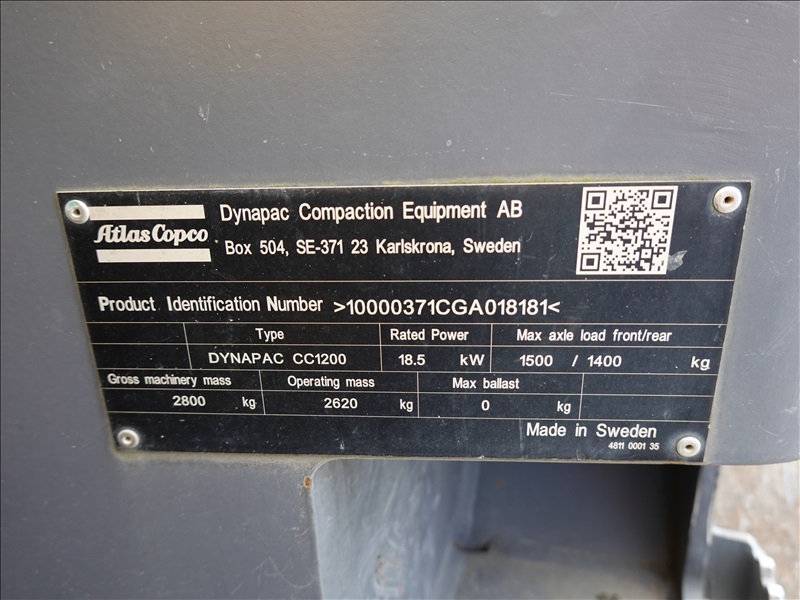 Atlas Copco
Dynapac Compaction Equipment AB
Box 504, SE-371 23 Karlskrona, Sweden
Product Identification Number >10000371CGA018181<
Type Rated Power Max axle load front/rear
DYNAPAC CC1200 18.5 kW 1500 / 1400 kg
Gross machinery mass Operating mass Max ballast
2800 kg 2620 kg 0 kg
Made in Sweden
4811 0001 35